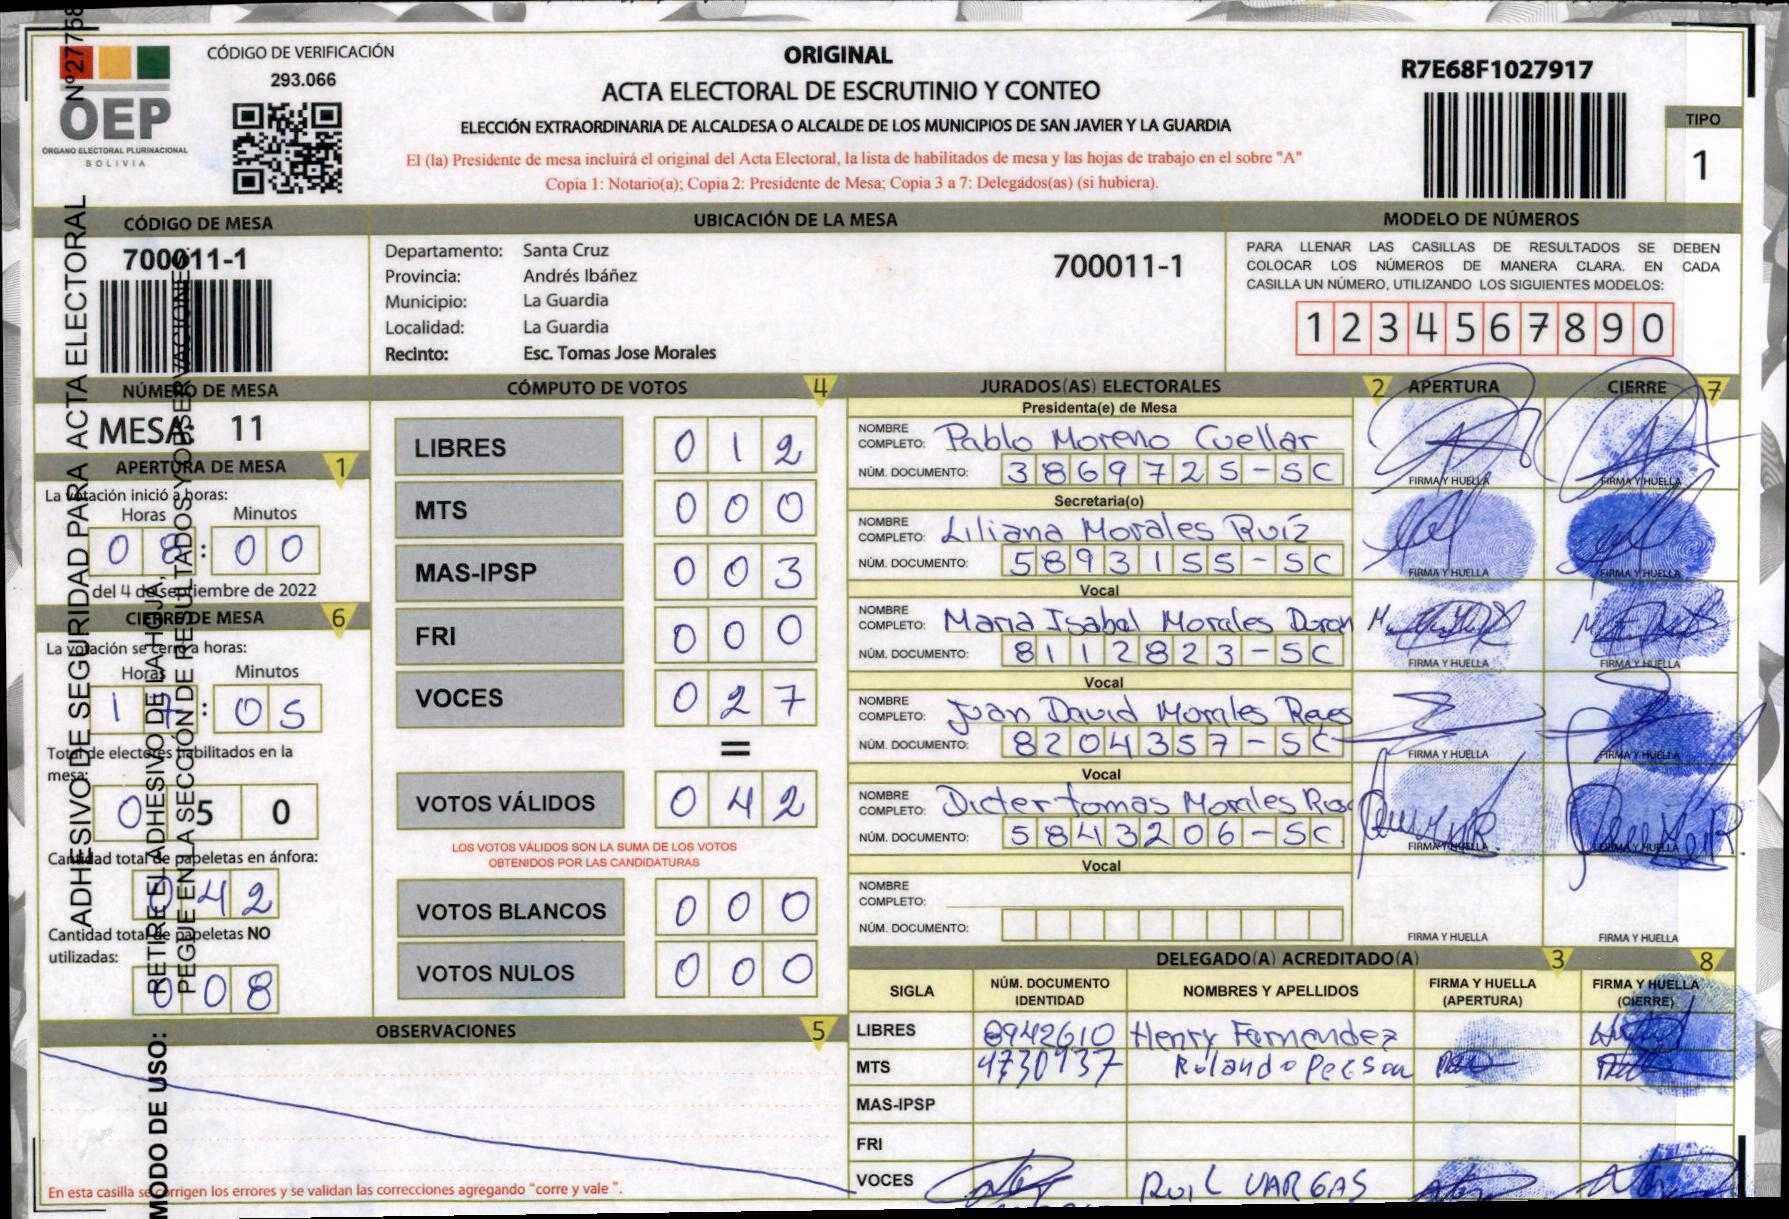 CÓDIGO DE VERIFICACIÓN
293.066
OEP
ÓRGANO ELECTORAL PLURINACIONAL
BOLIVIA
ORIGINAL
ACTA ELECTORAL DE ESCRUTINIO Y CONTEO
ELECCIÓN EXTRAORDINARIA DE ALCALDESA O ALCALDE DE LOS MUNICIPIOS DE SAN JAVIER Y LA GUARDIA
El (la) Presidente de mesa incluirá el original del Acta Electoral, la lista de habilitados de mesa y las hojas de trabajo en el sobre "A"
Copia 1: Notario(a); Copia 2: Presidente de Mesa; Copia 3 a 7: Delegados(as) (si hubiera).
R7E68F1027917
TIPO
1
CÓDIGO DE MESA
700011-1
UBICACIÓN DE LA MESA
Departamento: Santa Cruz
Provincia: Andrés Ibáñez
Municipio: La Guardia
Localidad: La Guardia
Recinto: Esc. Tomas Jose Morales
700011-1
MODELO DE NÚMEROS
PARA LLENAR LAS CASILLAS DE RESULTADOS SE DEBEN
COLOCAR LOS NÚMEROS DE MANERA CLARA. EN CADA
CASILLA UN NÚMERO, UTILIZANDO LOS SIGUIENTES MODELOS:
1 2 3 4 5 6 7 8 9 0
NÚMERO DE MESA
MESA 11
APERTURA DE MESA 1
La votación inició a horas:
Horas Minutos
0 8 : 0 0
del 4 de septiembre de 2022
CIERRE DE MESA 6
La votación se cerró a horas:
Horas Minutos
1 7 : 0 5
Total de electores habilitados en la
mesa:
0 5 0
Cantidad total de papeletas en ánfora:
0 4 2
Cantidad total de papeletas NO
utilizadas:
0 0 8
CÓMPUTO DE VOTOS 4
LIBRES 0 1 2
MTS 0 0 0
MAS-IPSP 0 0 3
FRI 0 0 0
VOCES 0 2 7
=
VOTOS VÁLIDOS 0 4 2
LOS VOTOS VÁLIDOS SON LA SUMA DE LOS VOTOS
OBTENIDOS POR LAS CANDIDATURAS
VOTOS BLANCOS 0 0 0
VOTOS NULOS 0 0 0
OBSERVACIONES 5
En esta casilla se corrigen los errores y se validan las correcciones agregando "corre y vale ".
JURADOS(AS) ELECTORALES 2 APERTURA CIERRE 7
Presidenta(e) de Mesa
NOMBRE
COMPLETO: Pablo Moreno Cuellar
NÚM. DOCUMENTO: 3869725-SC
FIRMA Y HUELLA FIRMA Y HUELLA
Secretaria(o)
NOMBRE
COMPLETO: Liliana Morales Ruíz
NÚM. DOCUMENTO: 5893155-SC
FIRMA Y HUELLA FIRMA Y HUELLA
Vocal
NOMBRE
COMPLETO: Maria Isabel Morales Duron
NÚM. DOCUMENTO: 8112823-SC
FIRMA Y HUELLA FIRMA Y HUELLA
Vocal
NOMBRE
COMPLETO: Juan David Morales Reyes
NÚM. DOCUMENTO: 8204357-SC
FIRMA Y HUELLA FIRMA Y HUELLA
Vocal
NOMBRE
COMPLETO: Dieter tomas Morales
NÚM. DOCUMENTO: 5843206-SC
FIRMA Y HUELLA FIRMA Y HUELLA
Vocal
NOMBRE
COMPLETO:
NÚM. DOCUMENTO:
FIRMA Y HUELLA FIRMA Y HUELLA
DELEGADO(A) ACREDITADO(A) 3 8
SIGLA NÚM. DOCUMENTO IDENTIDAD NOMBRES Y APELLIDOS FIRMA Y HUELLA (APERTURA) FIRMA Y HUELLA (CIERRE)
LIBRES 8942610 Henry Fernandez
MTS 4730937 Rolando
MAS-IPSP
FRI
VOCES VARGAS
ADHESIVO DE SEGURIDAD PARA ACTA ELECTORAL
MODO DE USO: RETIRE EL ADHESIVO DE LA HOJA,
PEGUE EN LA SECCIÓN DE RESULTADOS Y OBSERVACIONES